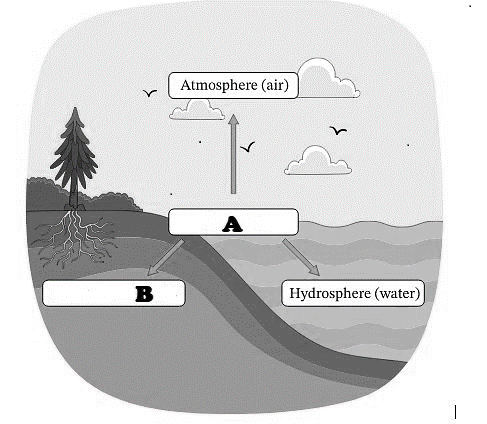 Atmosphere (air)
A
B
Hydrosphere (water)